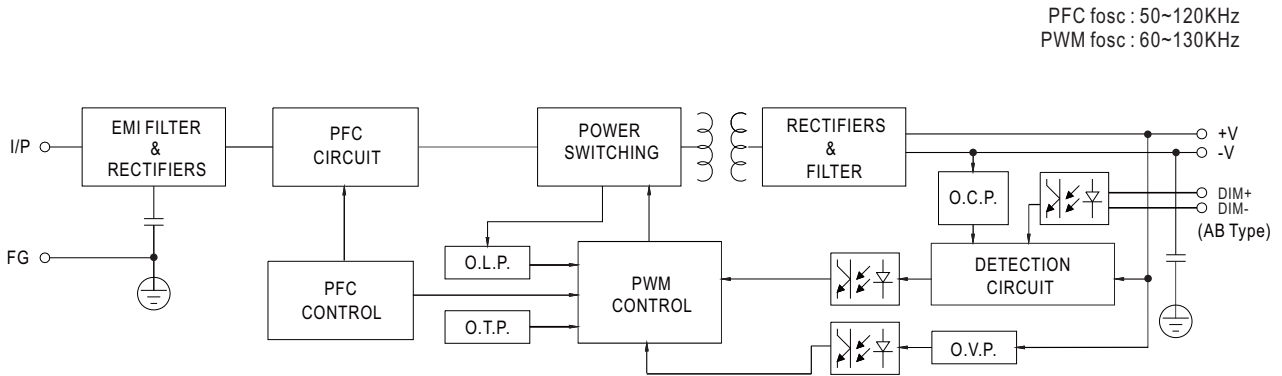 PFC fosc : 50~120KHz
PWM fosc : 60~130KHz
I/P
EMI FILTER
&
RECTIFIERS
PFC
CIRCUIT
POWER
SWITCHING
RECTIFIERS
&
FILTER
+V
-V
O.C.P.
DIM+
DIM-
(AB Type)
FG
O.L.P.
PFC
CONTROL
PWM
CONTROL
DETECTION
CIRCUIT
O.T.P.
O.V.P.